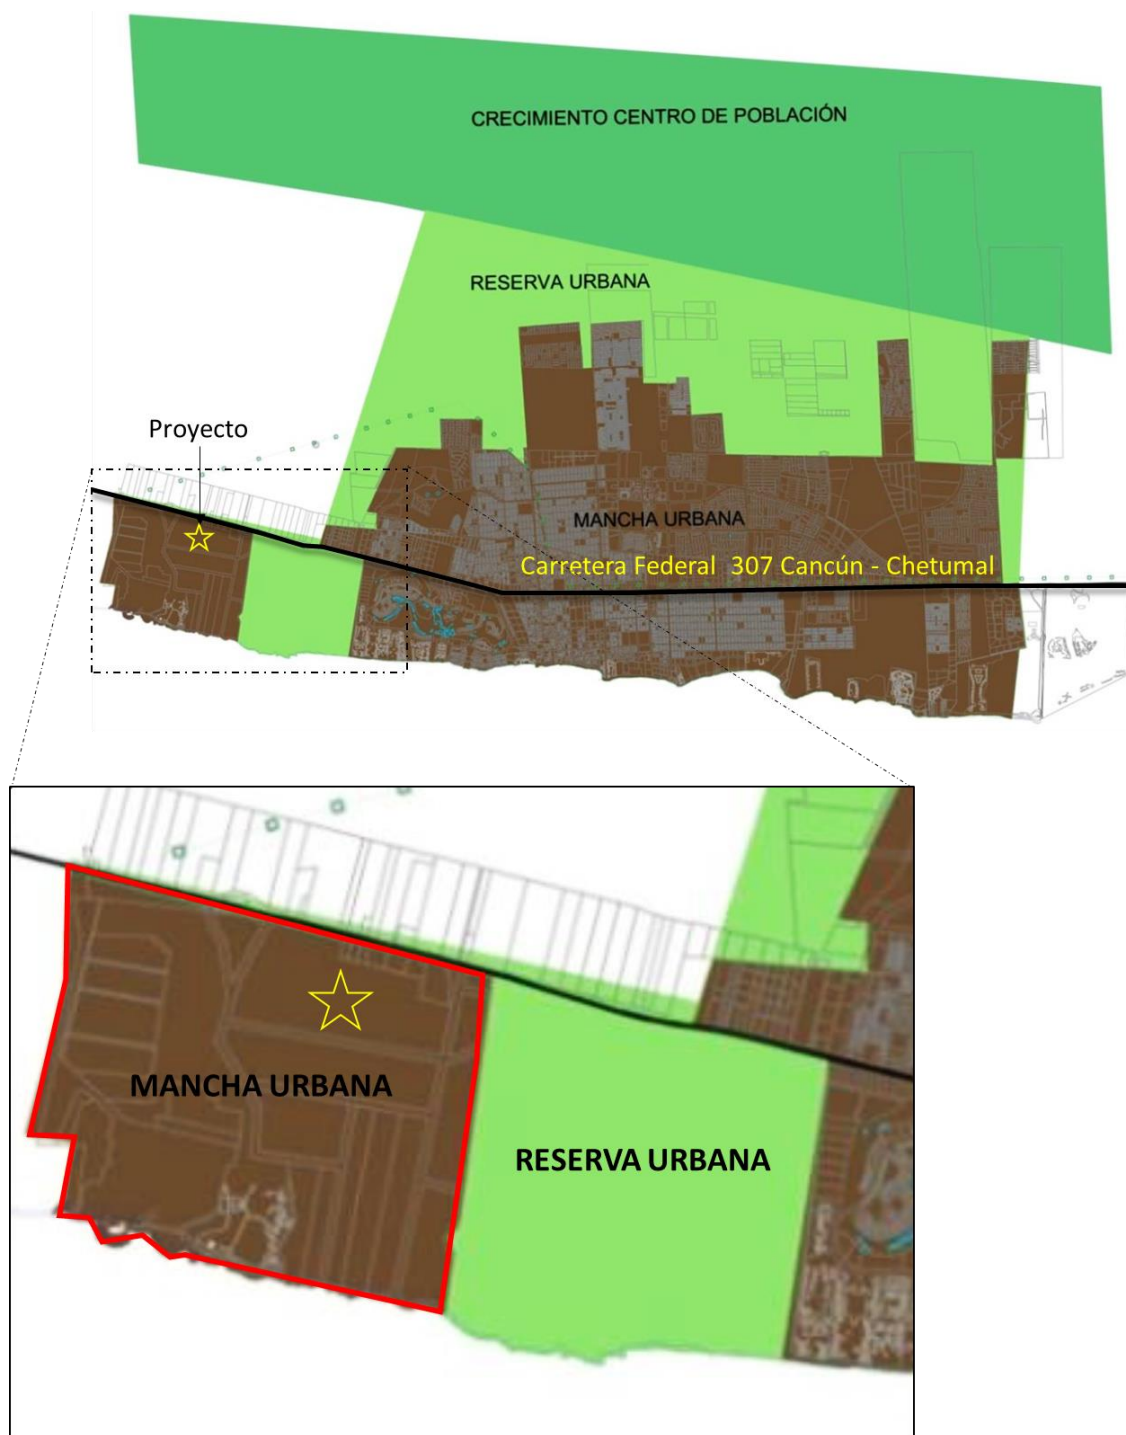 CRECIMIENTO CENTRO DE POBLACIÓN
RESERVA URBANA
Proyecto
MANCHA URBANA
Carretera Federal 307 Cancún - Chetumal
MANCHA URBANA
RESERVA URBANA